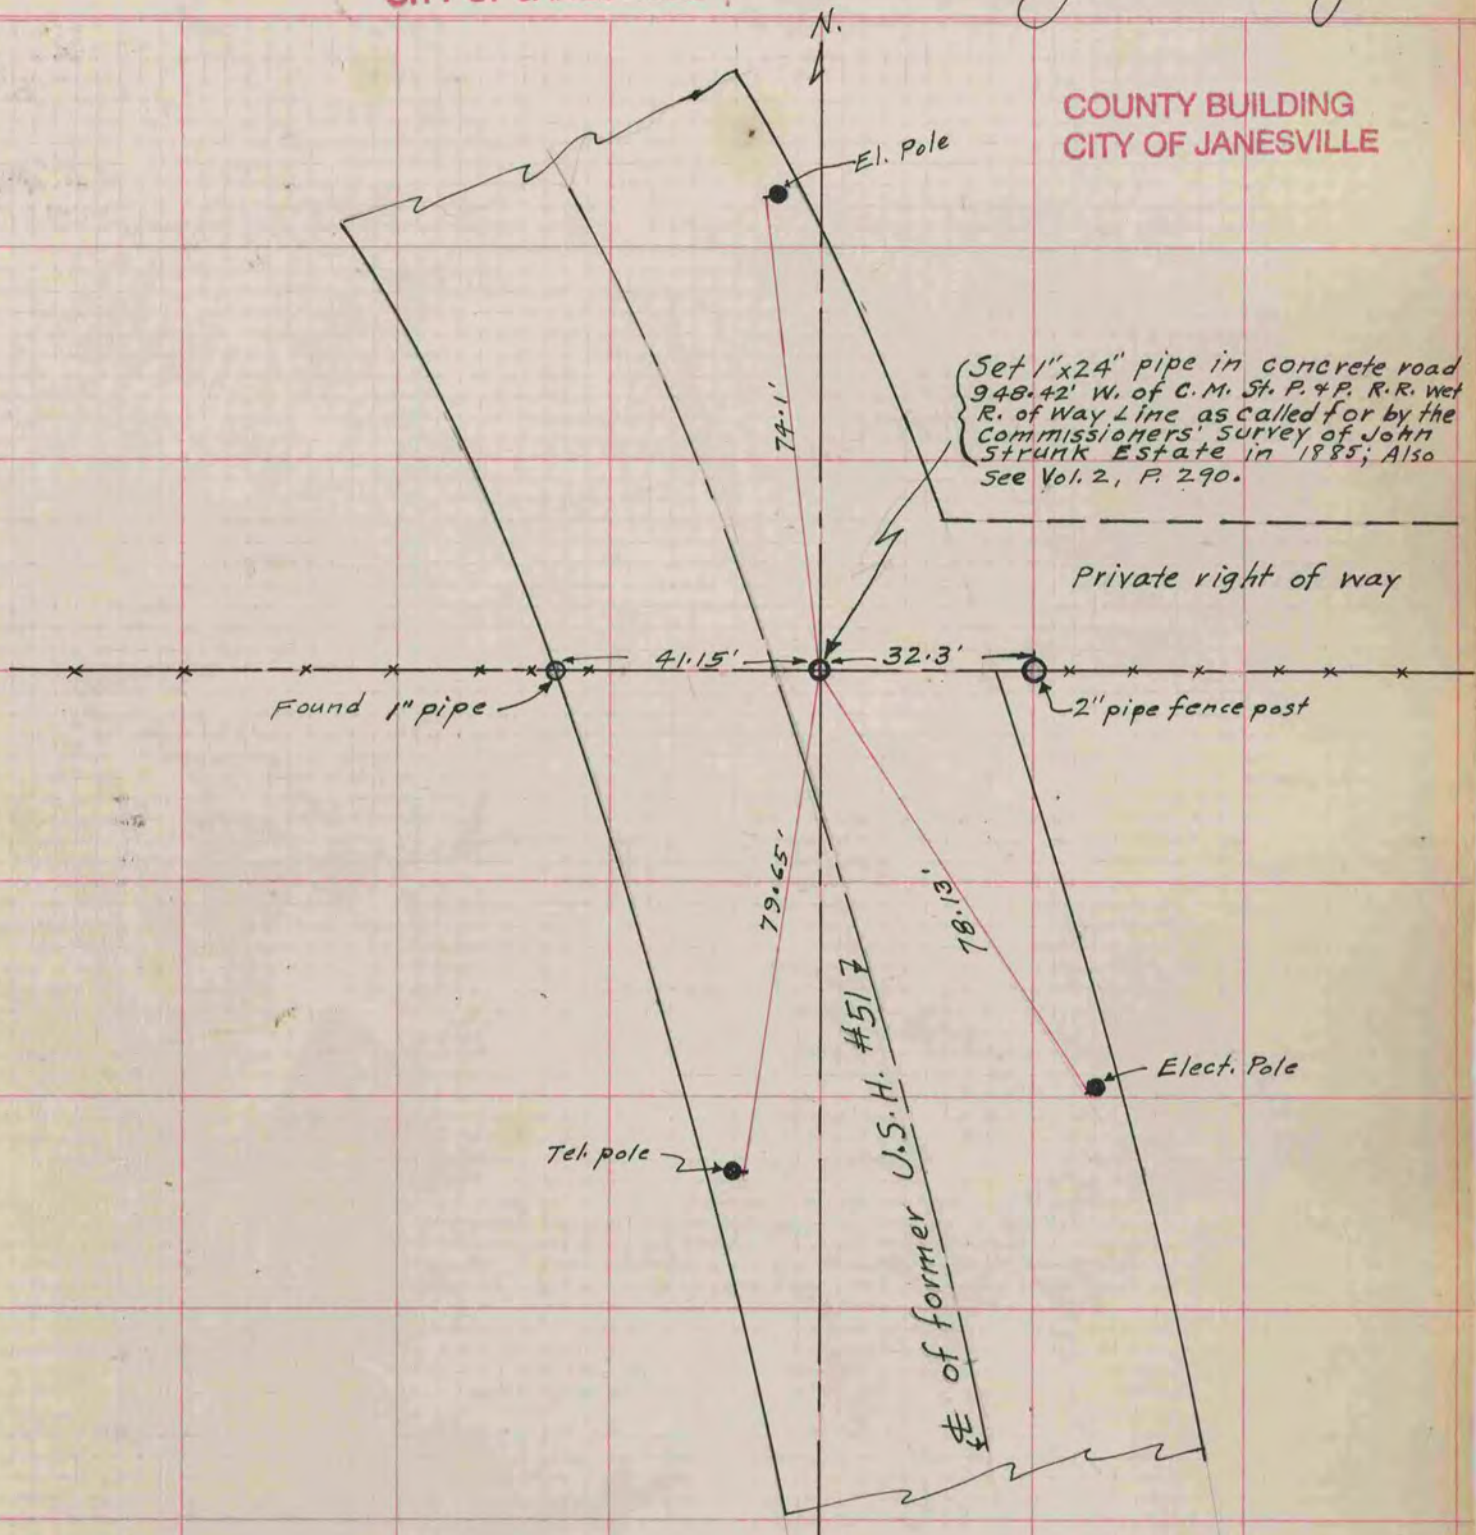 N.
COUNTY BUILDING
CITY OF JANESVILLE
El. Pole
Set 1"x24" pipe in concrete road
948.42' W. of C. M. St. P. & P. R.R. wet
R. of Way Line as called for by the
Commissioners' Survey of John
Strunk Estate in 1885; Also
See Vol. 2, P. 290.
74.1'
Private right of way
41.15'
32.3'
Found 1" pipe
2" pipe fence post
79.65'
78.13'
Elect. Pole
Tel. pole
℄ of former U.S.H. #51